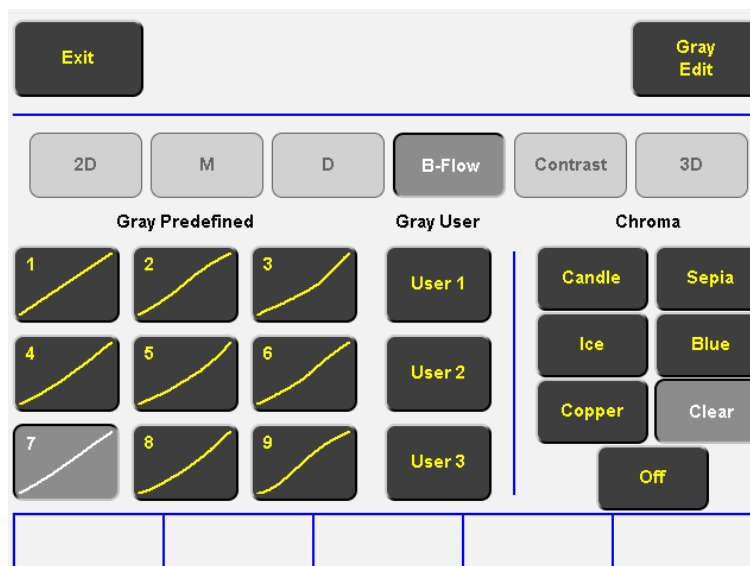 Exit
Gray
Edit
2D M D B-Flow Contrast 3D
Gray Predefined Gray User Chroma
1 2 3 User 1 Candle Sepia
4 5 6 User 2 Ice Blue
Copper Clear
7 8 9 User 3
Off